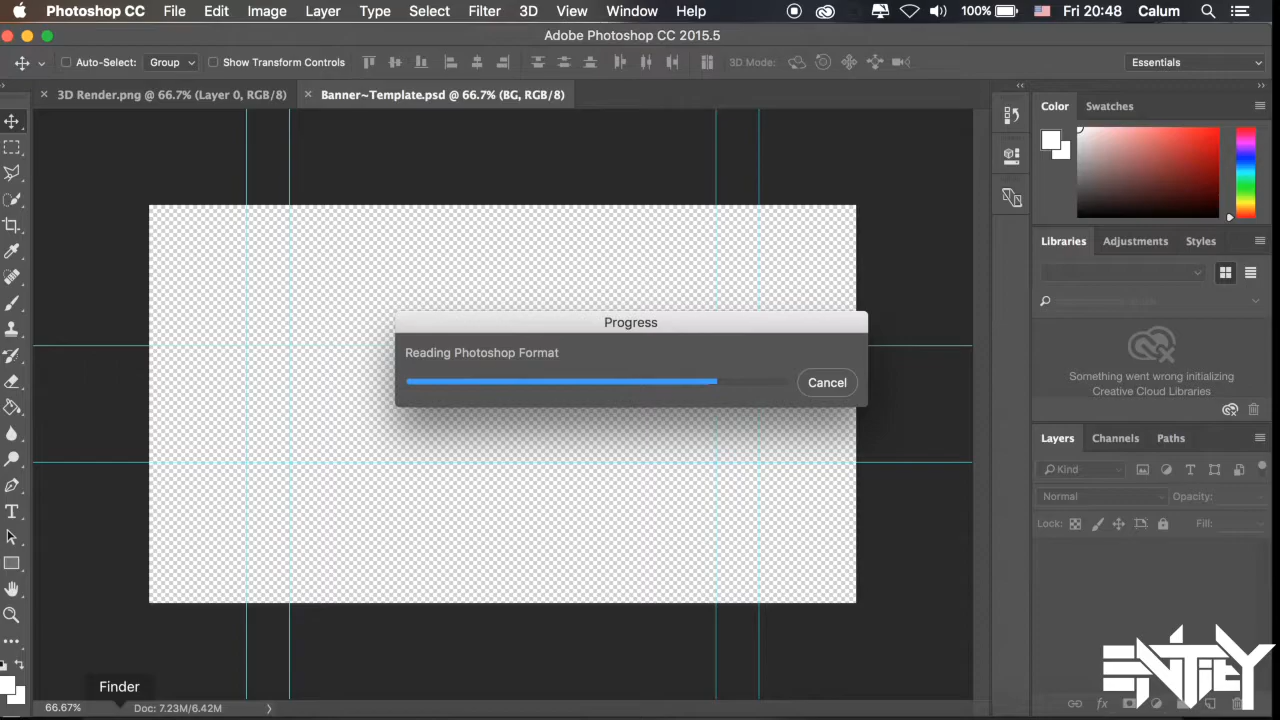 Photoshop CC File Edit Image Layer Type Select Filter 3D View Window Help 100% Fri 20:48 Calum
Adobe Photoshop CC 2015.5
Auto-Select: Group Show Transform Controls 3D Mode: Essentials
3D Render.png @ 66.7% (Layer 0, RGB/8) Banner~Template.psd @ 66.7% (BG, RGB/8)
Color Swatches
Libraries Adjustments Styles
Progress
Reading Photoshop Format
Cancel
Something went wrong initializing
Creative Cloud Libraries
Layers Channels Paths
Kind
Normal Opacity:
Lock: Fill:
ENTITY
Finder
66.67% Doc: 7.23M/6.42M